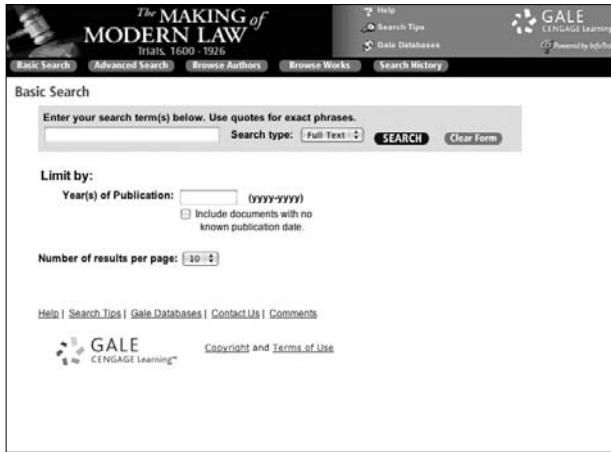 The MAKING of
MODERN LAW
Trials, 1600 - 1926
Help
Search Tips
Gale Databases
GALE
CENGAGE Learning
Powered by InfoTrac
Basic Search Advanced Search Browse Authors Browse Works Search History
Basic Search
Enter your search term(s) below. Use quotes for exact phrases.
Search type: Full Text SEARCH Clear Form
Limit by:
Year(s) of Publication: (yyyy-yyyy)
Include documents with no
known publication date.
Number of results per page: 10
Help | Search Tips | Gale Databases | Contact Us | Comments
GALE
CENGAGE Learning™
Copyright and Terms of Use